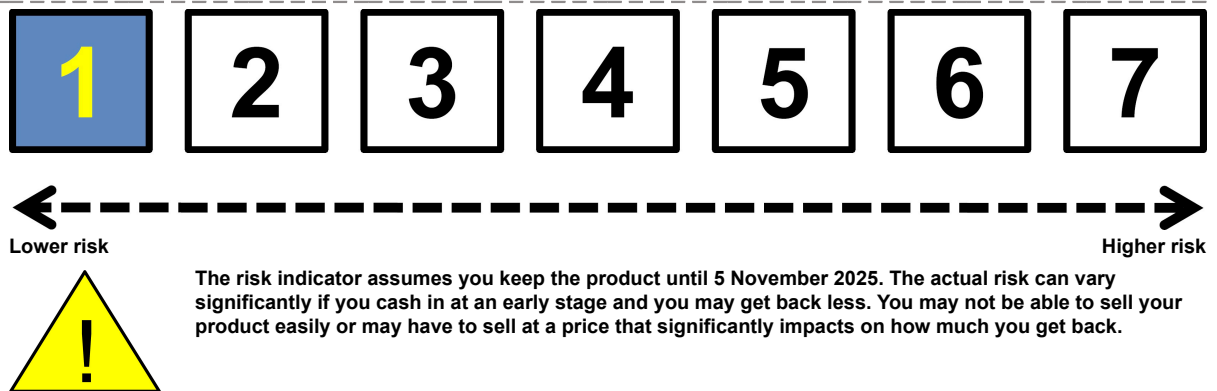 1 2 3 4 5 6 7
Lower risk Higher risk
The risk indicator assumes you keep the product until 5 November 2025. The actual risk can vary
significantly if you cash in at an early stage and you may get back less. You may not be able to sell your
product easily or may have to sell at a price that significantly impacts on how much you get back.
!